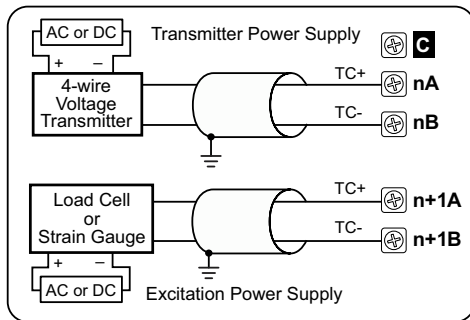 AC or DC
Transmitter Power Supply
C
+ –
4-wire
Voltage
Transmitter
TC+
nA
TC-
nB
Load Cell
or
Strain Gauge
TC+
n+1A
TC-
n+1B
+ –
AC or DC
Excitation Power Supply